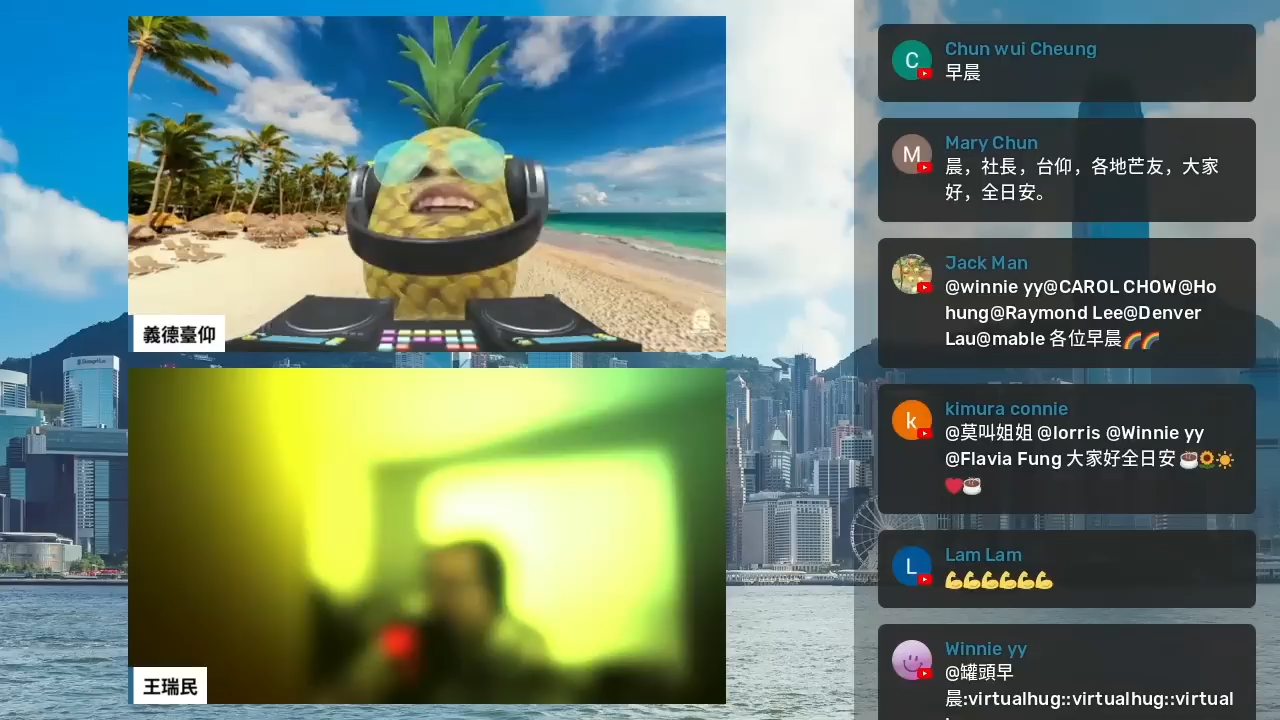 義德臺仰
王瑞民
Chun wui Cheung
早晨
Mary Chun
晨，社長，台仰，各地芒友，大家
好，全日安。
Jack Man
@winnie yy@CAROL CHOW@Ho
hung@Raymond Lee@Denver
Lau@mable 各位早晨🌈🌈
kimura connie
@莫叫姐姐 @lorris @Winnie yy
@Flavia Fung 大家好全日安☕🌻☀
❤☕
Lam Lam
💪💪💪💪💪💪
Winnie yy
@罐頭早
晨:virtualhug::virtualhug::virtual